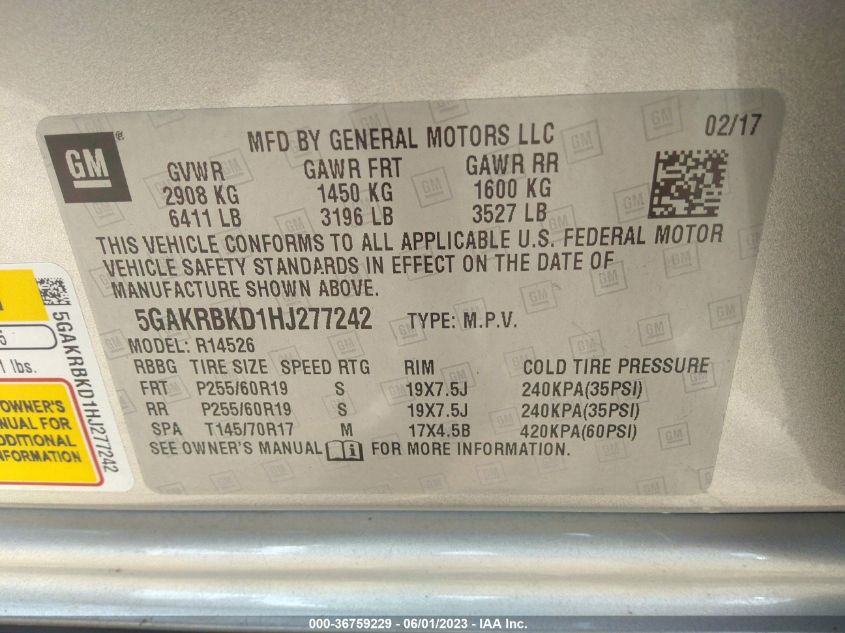 GM ®
MFD BY GENERAL MOTORS LLC
02/17
GVWR GAWR FRT GAWR RR
2908 KG 1450 KG 1600 KG
6411 LB 3196 LB 3527 LB
THIS VEHICLE CONFORMS TO ALL APPLICABLE U.S. FEDERAL MOTOR
VEHICLE SAFETY STANDARDS IN EFFECT ON THE DATE OF
MANUFACTURE SHOWN ABOVE.
5GAKRBKD1HJ277242 TYPE: M.P.V.
MODEL: R14526
RBBG TIRE SIZE SPEED RTG RIM COLD TIRE PRESSURE
FRT P255/60R19 S 19X7.5J 240KPA(35PSI)
RR P255/60R19 S 19X7.5J 240KPA(35PSI)
SPA T145/70R17 M 17X4.5B 420KPA(60PSI)
SEE OWNER'S MANUAL FOR MORE INFORMATION.
5GAKRBKD1HJ277242
lbs.
OWNER'S
FOR
000-36759229 - 06/01/2023 - IAA, Inc.